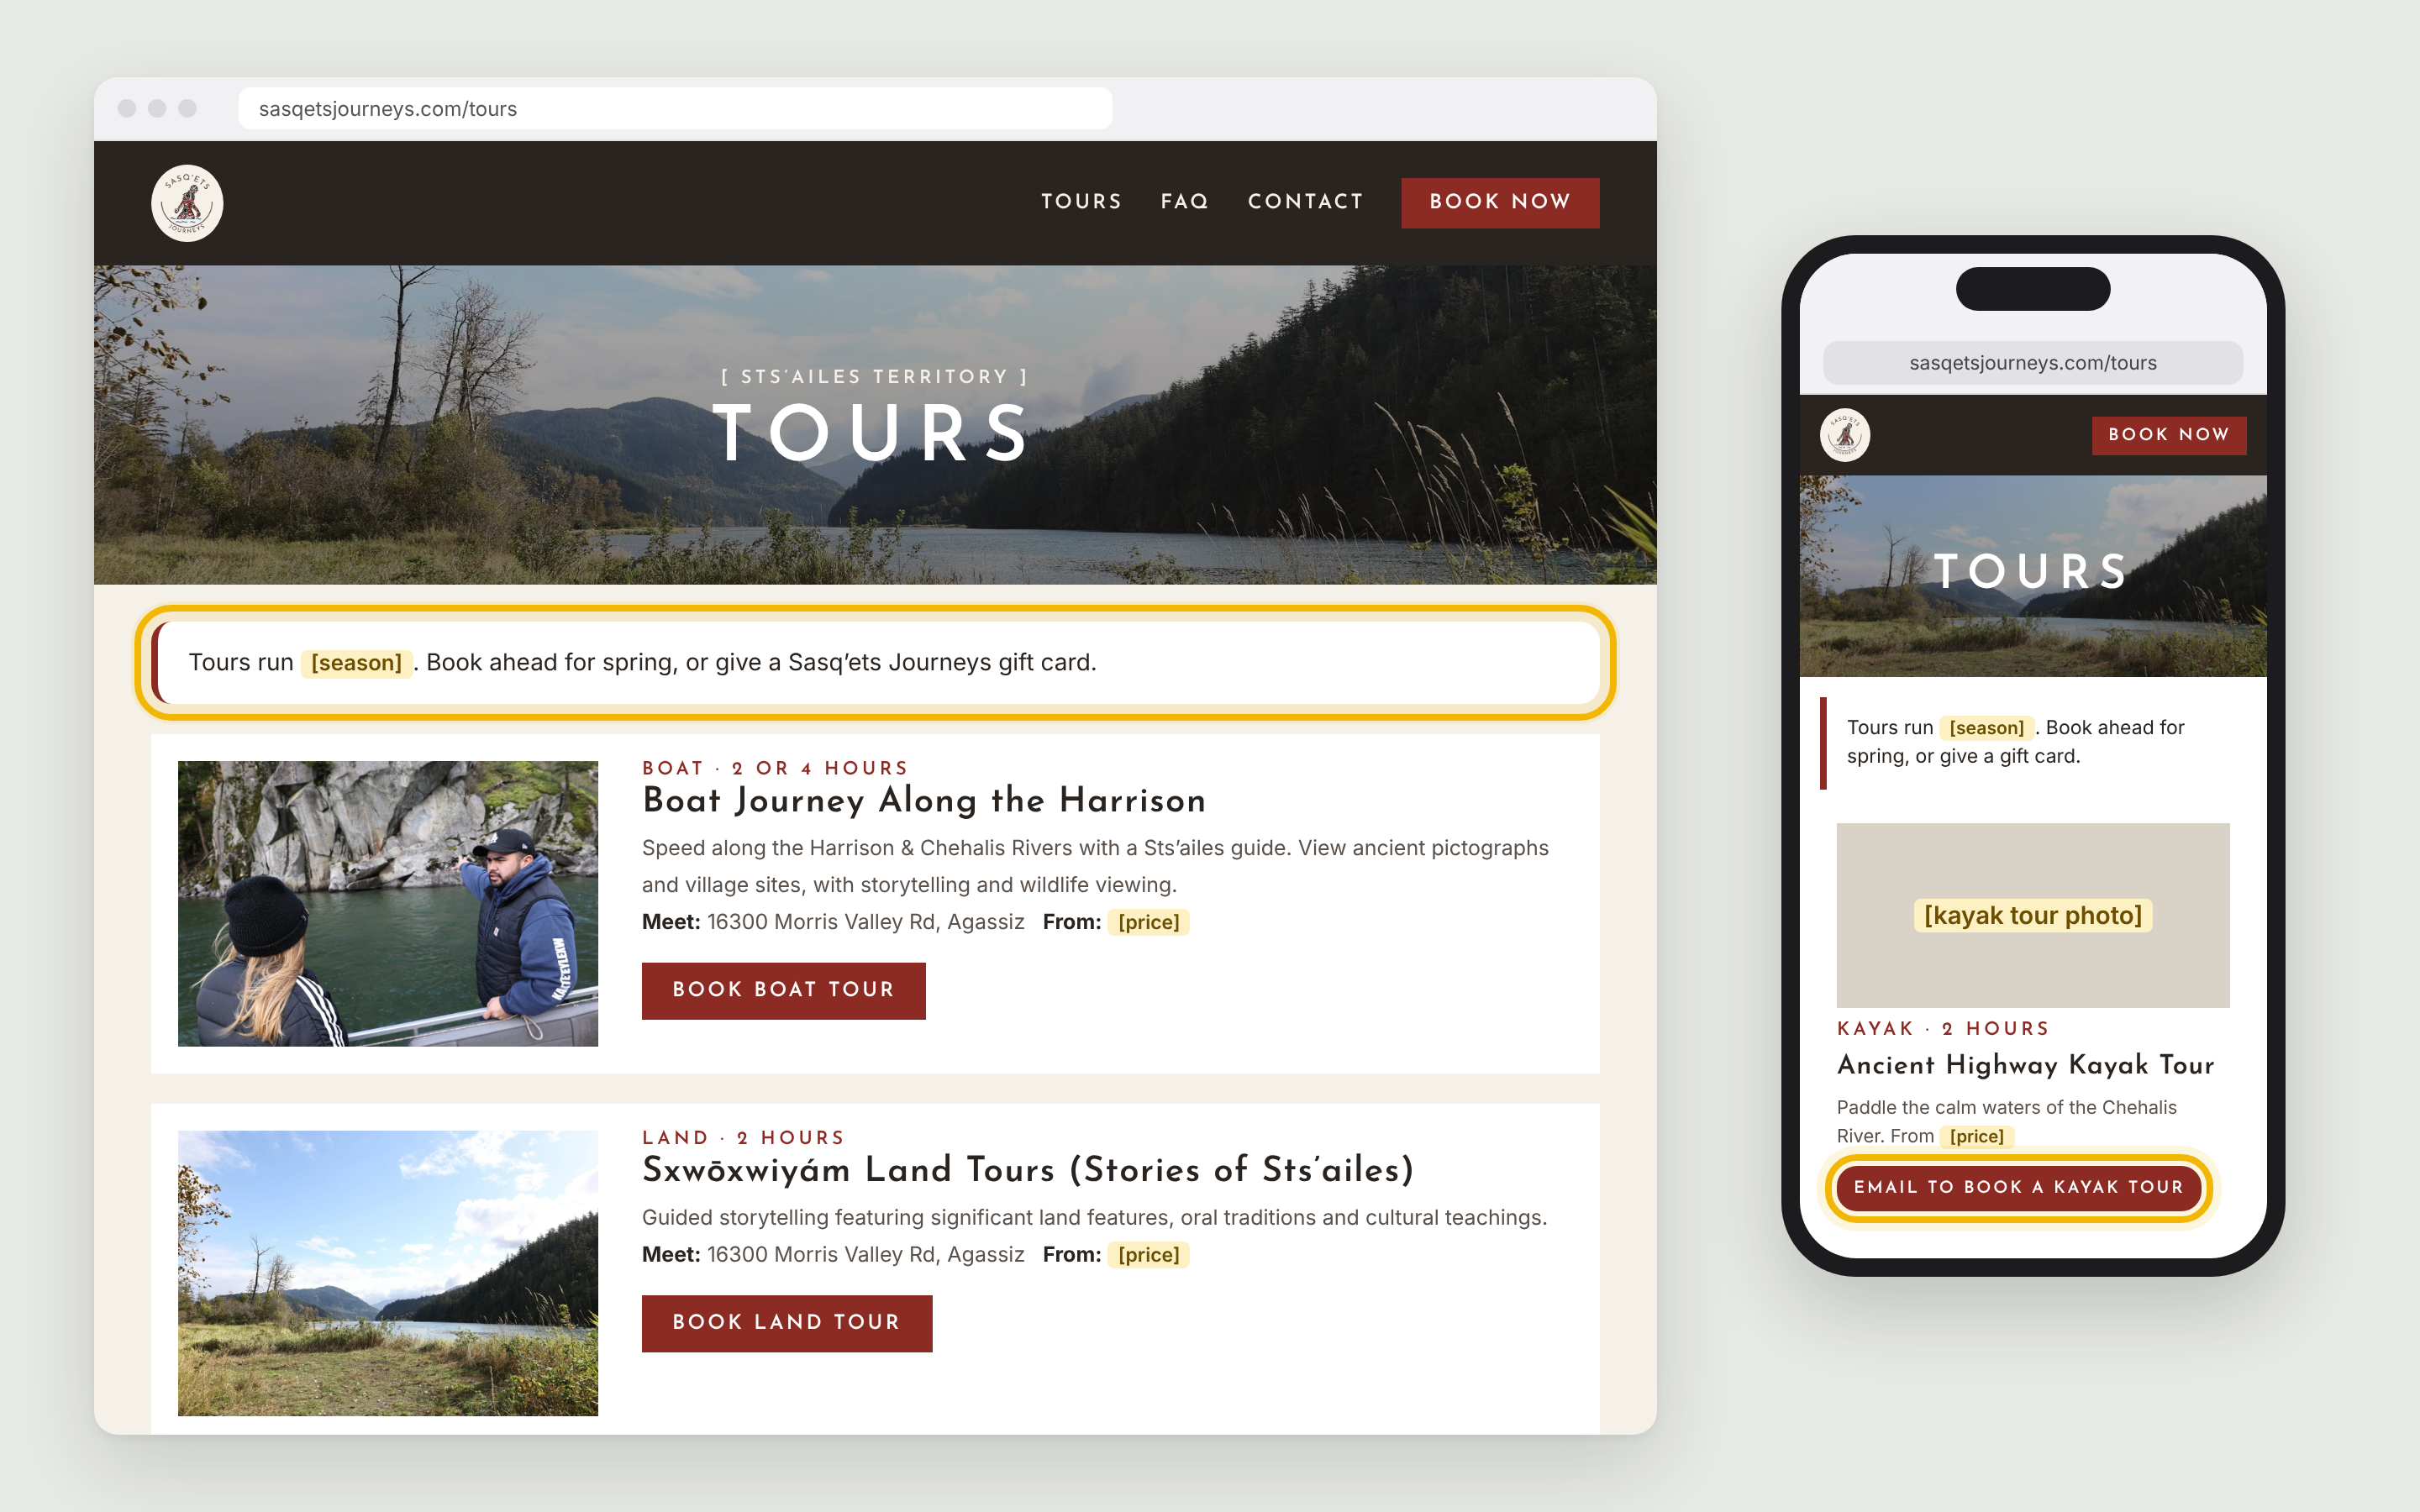 sasqetsjourneys.com/tours
SASQ'ETS
JOURNEYS
TOURS FAQ CONTACT BOOK NOW
[ STS'AILES TERRITORY ]
TOURS
Tours run [season]. Book ahead for spring, or give a Sasq’ets Journeys gift card.
BOAT · 2 OR 4 HOURS
Boat Journey Along the Harrison
Speed along the Harrison & Chehalis Rivers with a Sts’ailes guide. View ancient pictographs
and village sites, with storytelling and wildlife viewing.
Meet: 16300 Morris Valley Rd, Agassiz From: [price]
BOOK BOAT TOUR
LAND · 2 HOURS
Sxwōxwiyám Land Tours (Stories of Sts’ailes)
Guided storytelling featuring significant land features, oral traditions and cultural teachings.
Meet: 16300 Morris Valley Rd, Agassiz From: [price]
BOOK LAND TOUR
sasqetsjourneys.com/tours
SASQ'ETS
JOURNEYS
BOOK NOW
TOURS
Tours run [season]. Book ahead for
spring, or give a gift card.
[kayak tour photo]
KAYAK · 2 HOURS
Ancient Highway Kayak Tour
Paddle the calm waters of the Chehalis
River. From [price]
EMAIL TO BOOK A KAYAK TOUR